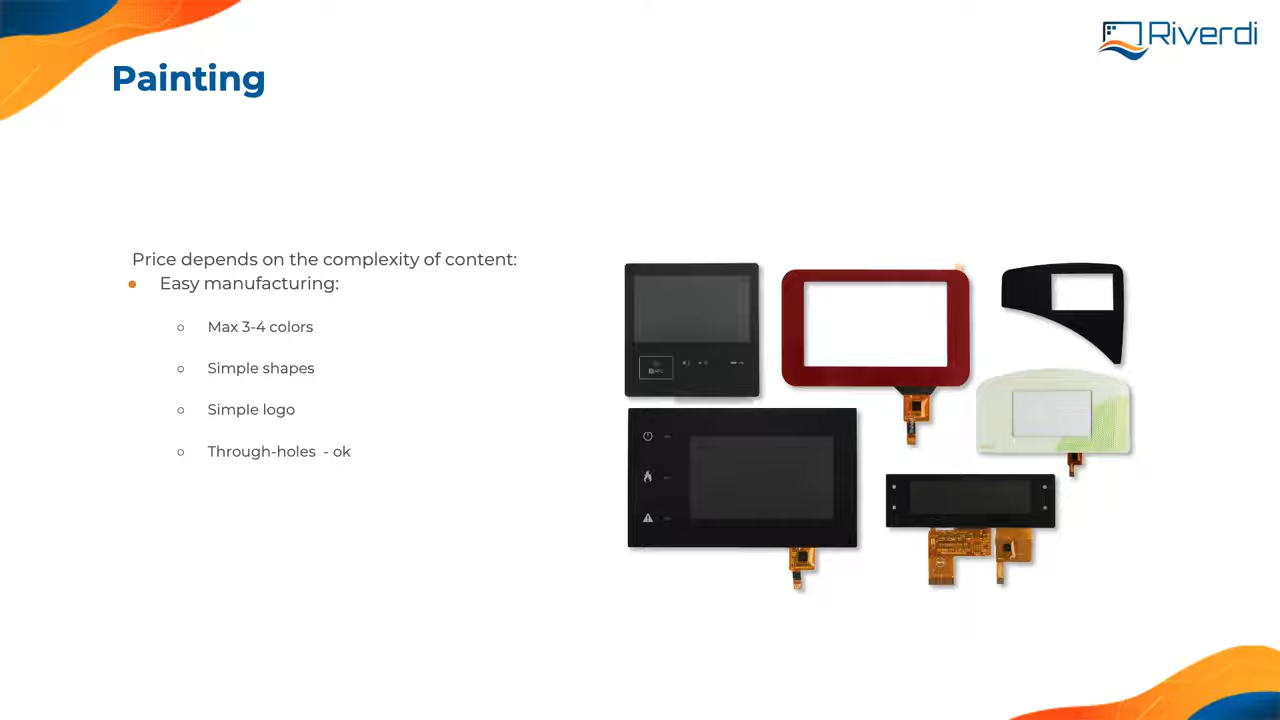 Riverdi
Painting
Price depends on the complexity of content:
Easy manufacturing:
Max 3-4 colors
Simple shapes
Simple logo
Through-holes - ok